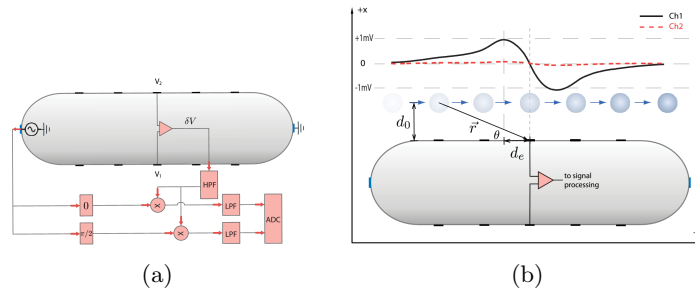 V₂
δV
V₁
HPF
0
×
LPF
ADC
π/2
×
LPF
(a)
+x
Ch1
Ch2
+1mV
0
-1mV
d₀
r⃗
θ
dₑ
to signal
processing
(b)